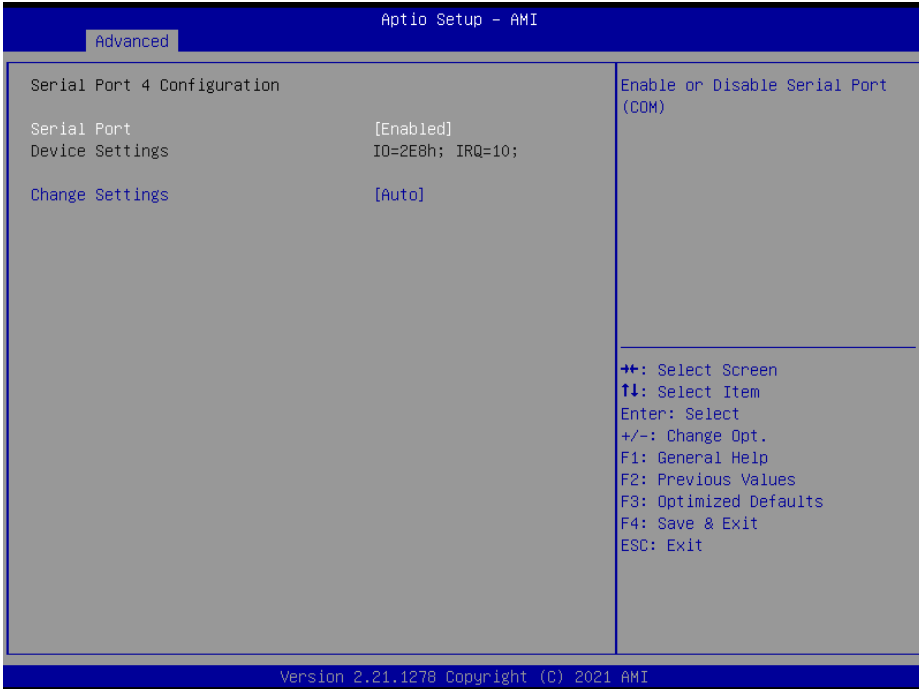 Aptio Setup – AMI
Advanced
Serial Port 4 Configuration
Serial Port [Enabled]
Device Settings IO=2E8h; IRQ=10;
Change Settings [Auto]
Enable or Disable Serial Port
(COM)
→←: Select Screen
↑↓: Select Item
Enter: Select
+/-: Change Opt.
F1: General Help
F2: Previous Values
F3: Optimized Defaults
F4: Save & Exit
ESC: Exit
Version 2.21.1278 Copyright (C) 2021 AMI